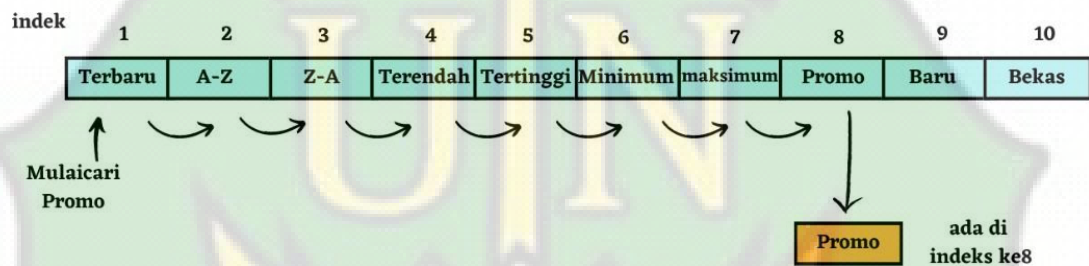 indek
1 2 3 4 5 6 7 8 9 10
Terbaru A-Z Z-A Terendah Tertinggi Minimum maksimum Promo Baru Bekas
Mulaicari
Promo
Promo
ada di
indeks ke8
UIN